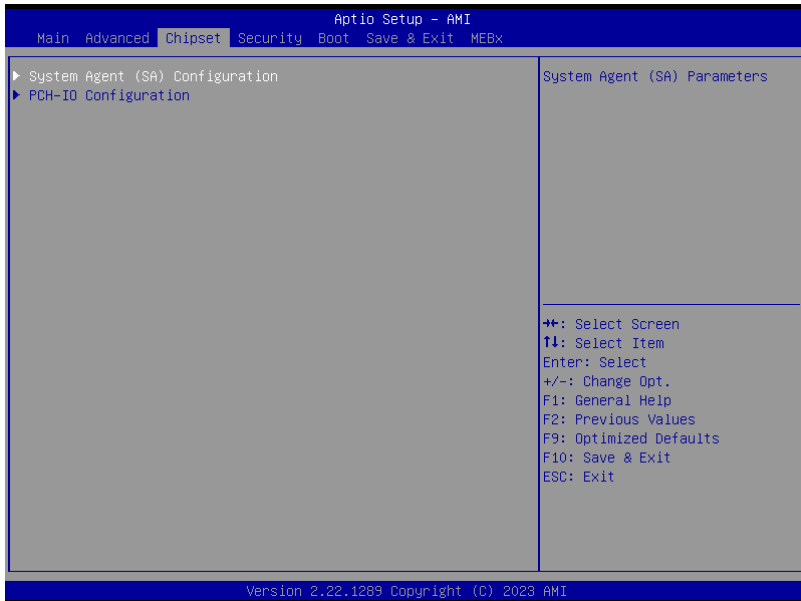 Aptio Setup – AMI
Main Advanced Chipset Security Boot Save & Exit MEBx
System Agent (SA) Configuration
PCH-IO Configuration
System Agent (SA) Parameters
→←: Select Screen
↑↓: Select Item
Enter: Select
+/-: Change Opt.
F1: General Help
F2: Previous Values
F9: Optimized Defaults
F10: Save & Exit
ESC: Exit
Version 2.22.1289 Copyright (C) 2023 AMI